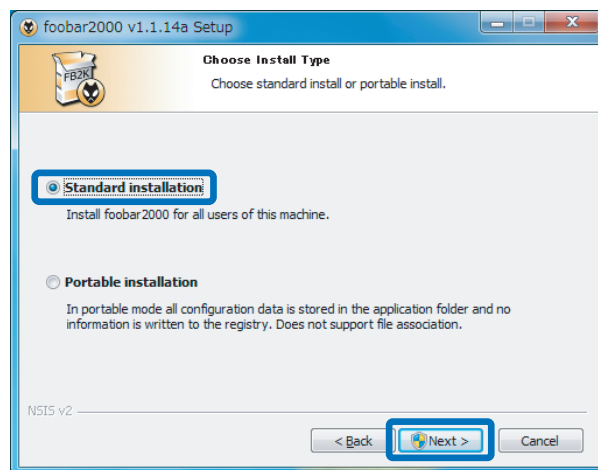 foobar2000 v1.1.14a Setup
FB2K
Choose Install Type
Choose standard install or portable install.
Standard installation
Install foobar2000 for all users of this machine.
Portable installation
In portable mode all configuration data is stored in the application folder and no
information is written to the registry. Does not support file association.
NSIS v2
< Back
Next >
Cancel